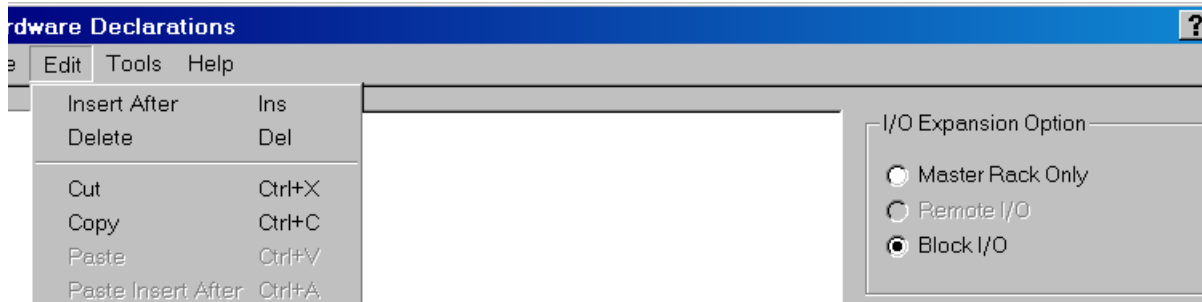 rdware Declarations ?
e Edit Tools Help
Insert After Ins
Delete Del
Cut Ctrl+X
Copy Ctrl+C
Paste Ctrl+V
Paste Insert After Ctrl+A
I/O Expansion Option
Master Rack Only
Remote I/O
Block I/O